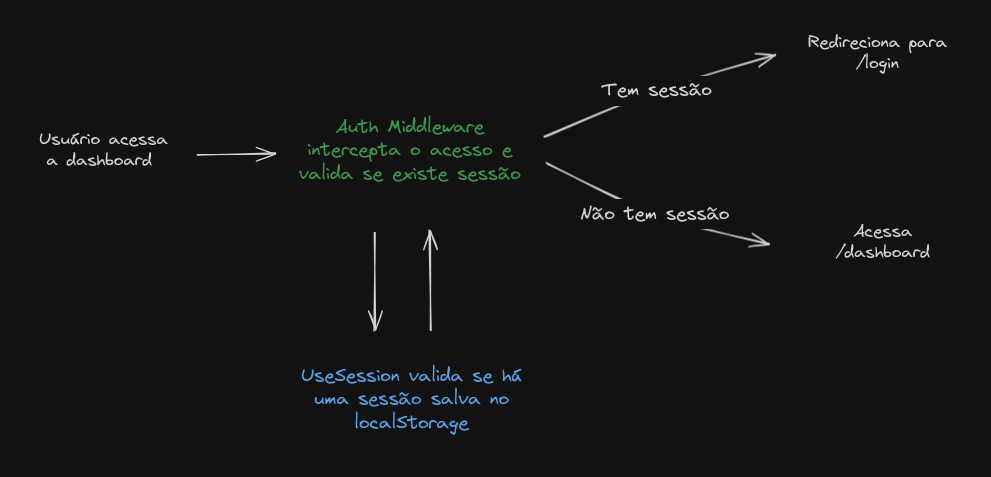 Usuário acessa
a dashboard
Auth Middleware
intercepta o acesso e
valida se existe sessão
Tem sessão
Redireciona para
/login
Não tem sessão
Acessa
/dashboard
UseSession valida se há
uma sessão salva no
localStorage